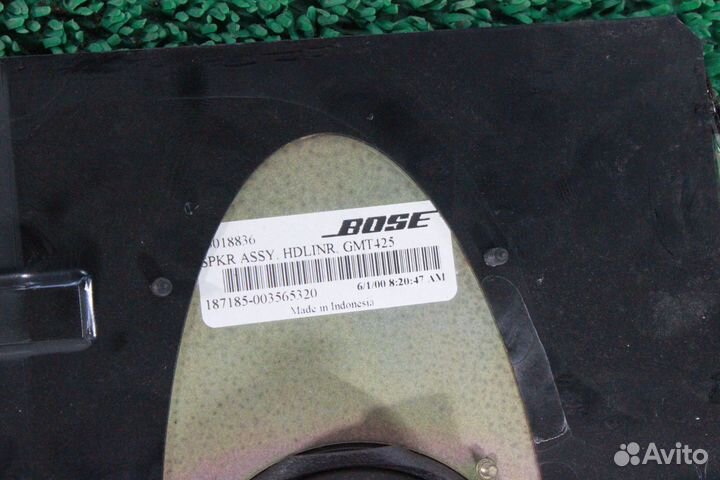 BOSE
018836
SPKR ASSY. HDLINR. GMT425
6/1/00 8:20:47 AM
187185-003565320
Made in Indonesia
Avito